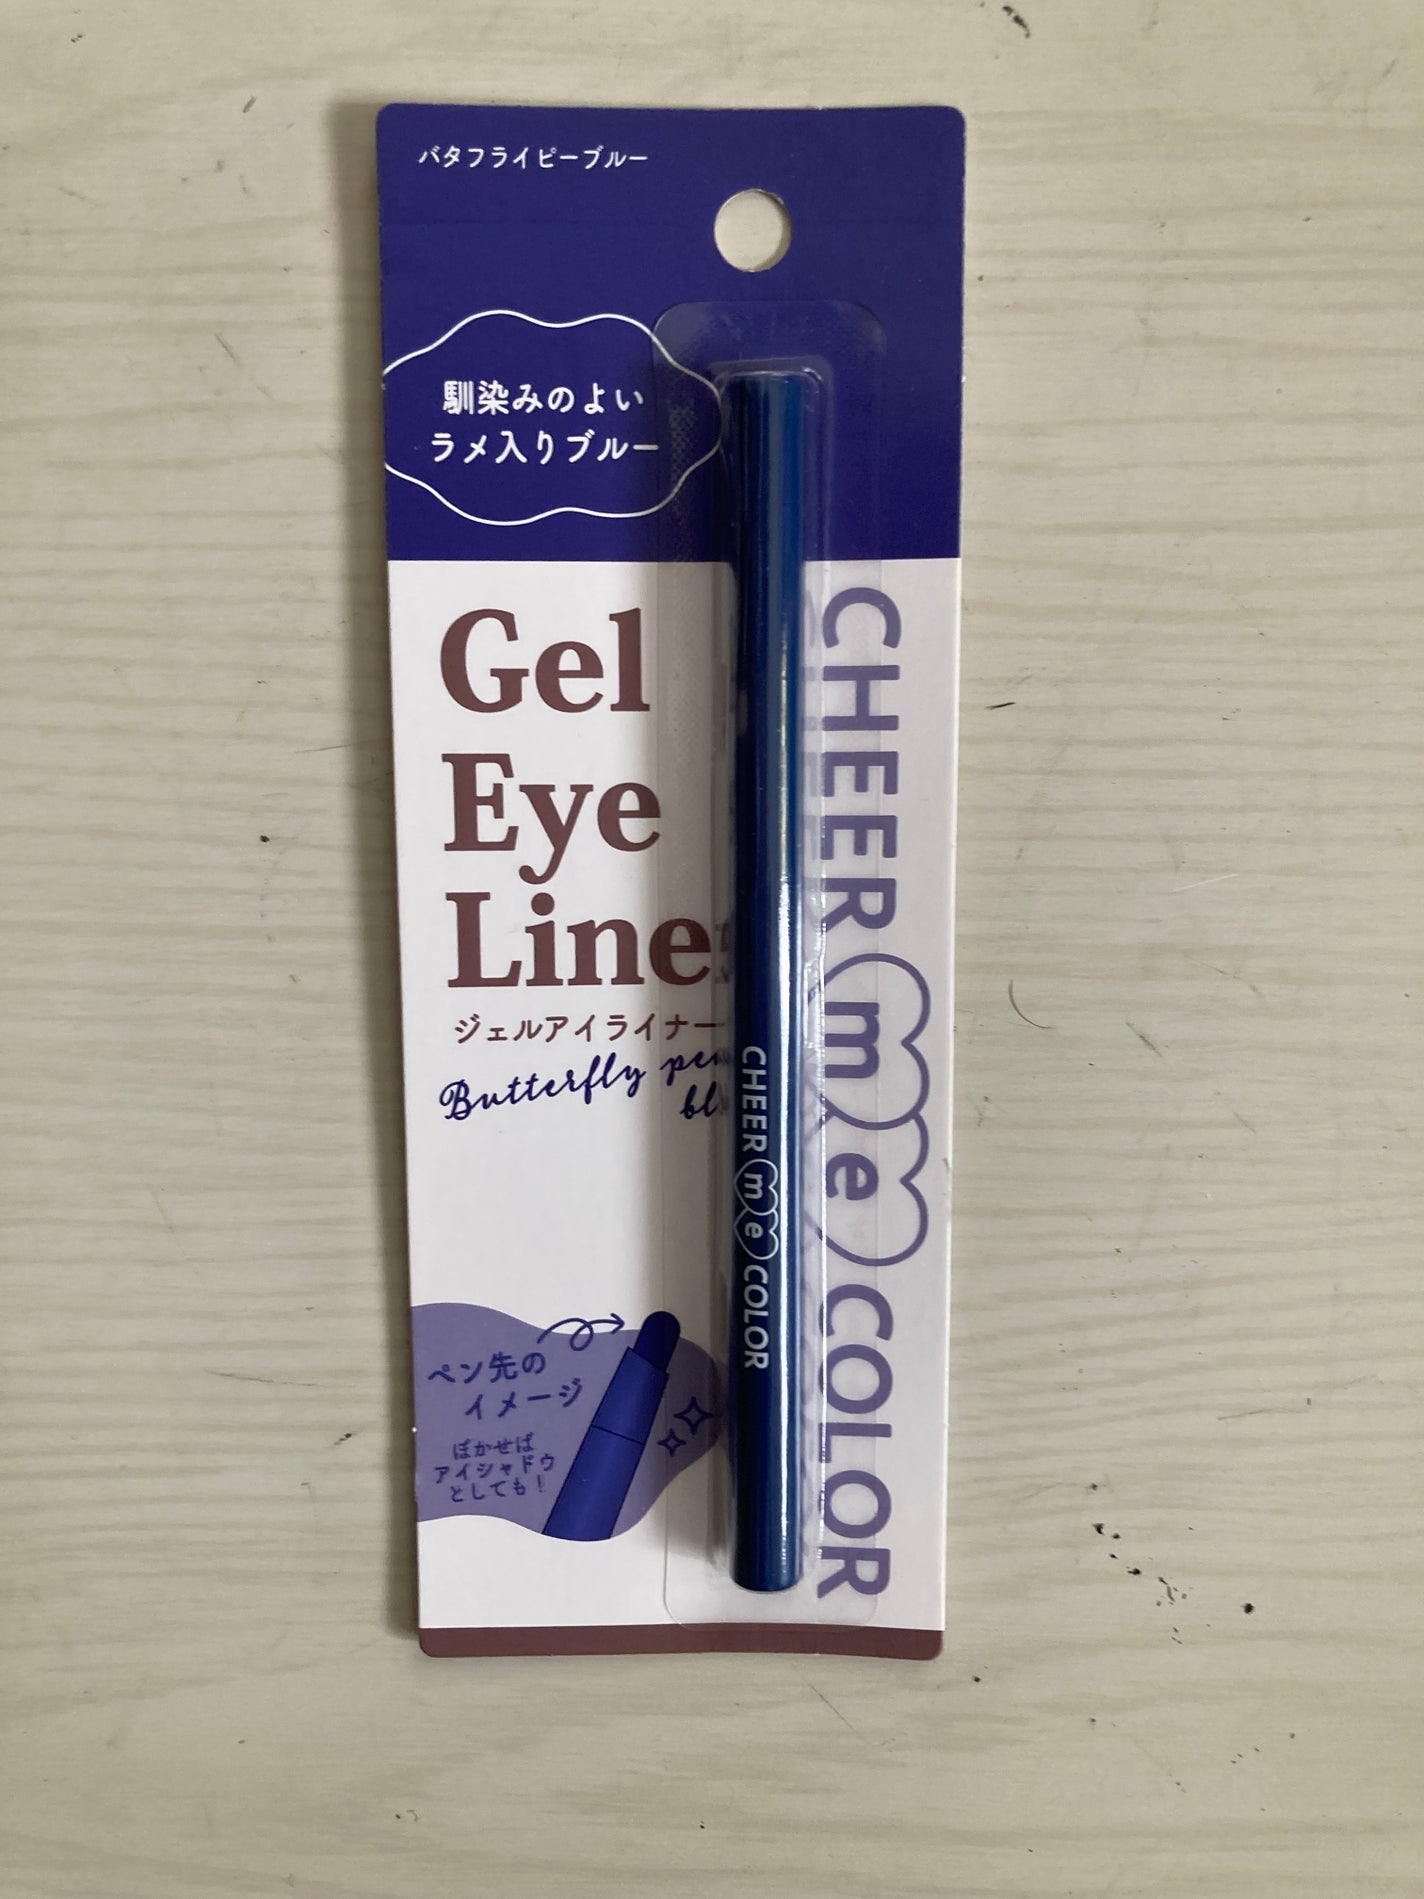 バタフライピーブルー
馴染みのよい
ラメ入りブルー
Gel
Eye
Liner
ジェルアイライナー
Butterfly pea
ペン先の
イメージ
ぼかせば
アイシャドウ
としても!
CHEER me COLOR
CHEER me COLOR